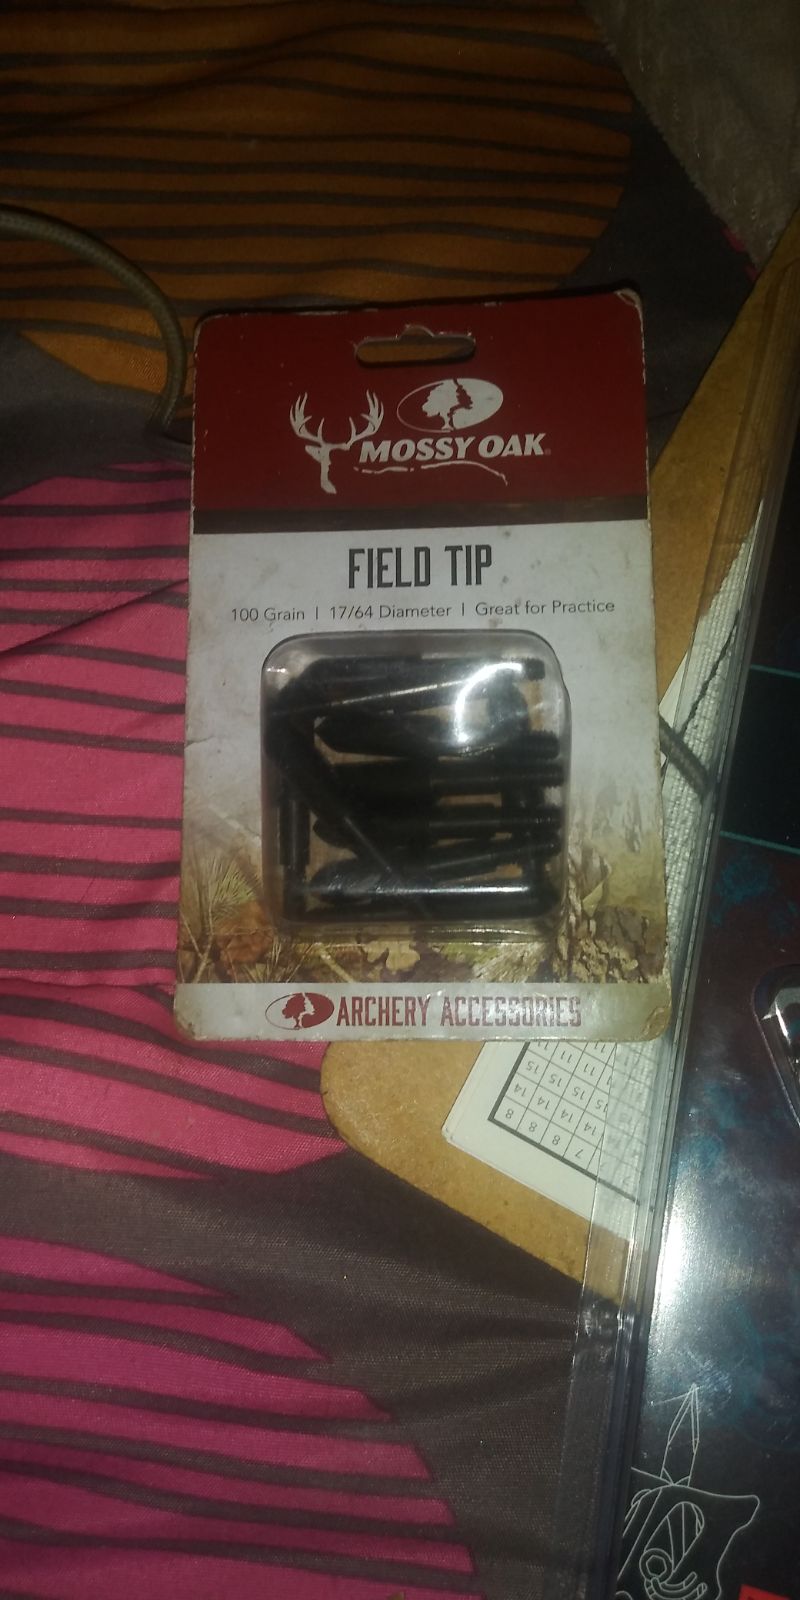 MOSSY OAK
FIELD TIP
100 Grain | 17/64 Diameter | Great for Practice
ARCHERY ACCESSORIES